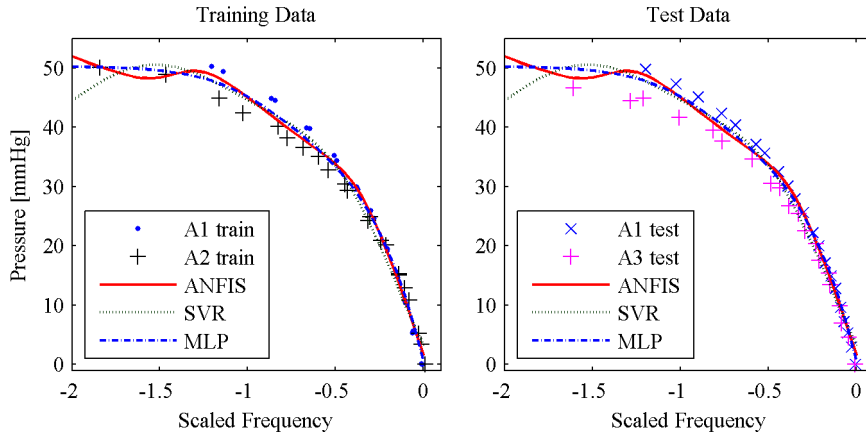 Training Data
Pressure [mmHg]
60
50
40
30
20
10
0
A1 train
A2 train
ANFIS
SVR
MLP
-2
-1.5
-1
-0.5
0
Scaled Frequency
Test Data
60
50
40
30
20
10
0
A1 test
A3 test
ANFIS
SVR
MLP
-2
-1.5
-1
-0.5
0
Scaled Frequency